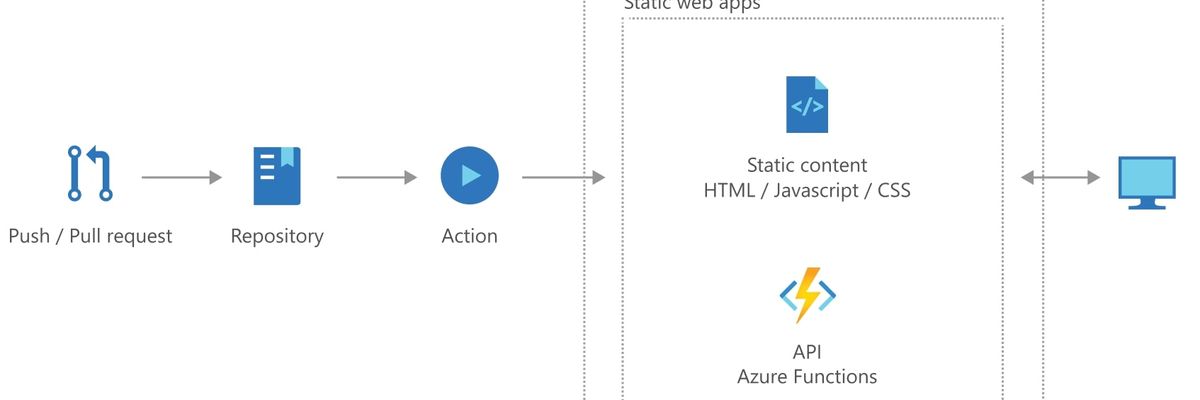 Static web apps
Static content
HTML / Javascript / CSS
Push / Pull request
Repository
Action
API
Azure Functions